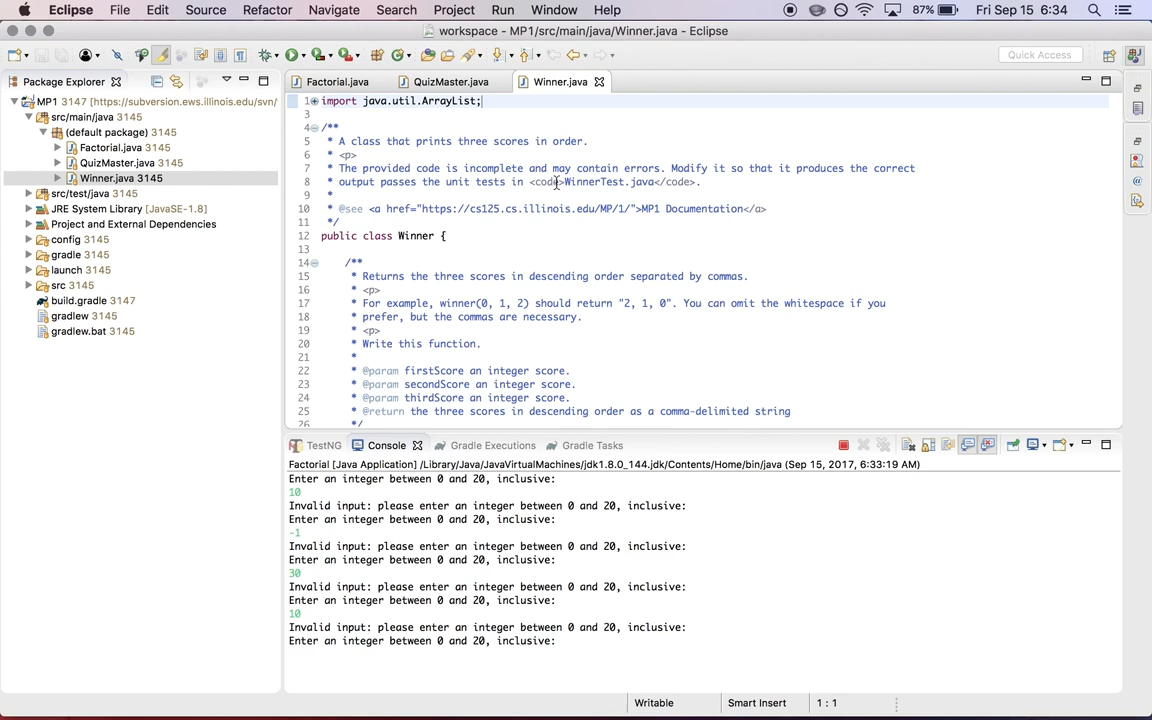 Eclipse File Edit Source Refactor Navigate Search Project Run Window Help 87% Fri Sep 15 6:34
workspace - MP1/src/main/java/Winner.java - Eclipse
Quick Access
Package Explorer
MP1 3147 [https://subversion.ews.illinois.edu/svn/
src/main/java 3145
(default package) 3145
Factorial.java 3145
QuizMaster.java 3145
Winner.java 3145
src/test/java 3145
JRE System Library [JavaSE-1.8]
Project and External Dependencies
config 3145
gradle 3145
launch 3145
src 3145
build.gradle 3147
gradlew 3145
gradlew.bat 3145
Factorial.java QuizMaster.java Winner.java
1 import java.util.ArrayList;
3
4 /**
5 * A class that prints three scores in order.
6 * <p>
7 * The provided code is incomplete and may contain errors. Modify it so that it produces the correct
8 * output passes the unit tests in <code>WinnerTest.java</code>.
9 *
10 * @see <a href="https://cs125.cs.illinois.edu/MP/1/">MP1 Documentation</a>
11 */
12 public class Winner {
13
14 /**
15 * Returns the three scores in descending order separated by commas.
16 * <p>
17 * For example, winner(0, 1, 2) should return "2, 1, 0". You can omit the whitespace if you
18 * prefer, but the commas are necessary.
19 * <p>
20 * Write this function.
21 *
22 * @param firstScore an integer score.
23 * @param secondScore an integer score.
24 * @param thirdScore an integer score.
25 * @return the three scores in descending order as a comma-delimited string
26 */
TestNG Console Gradle Executions Gradle Tasks
Factorial [Java Application] /Library/Java/JavaVirtualMachines/jdk1.8.0_144.jdk/Contents/Home/bin/java (Sep 15, 2017, 6:33:19 AM)
Enter an integer between 0 and 20, inclusive:
10
Invalid input: please enter an integer between 0 and 20, inclusive:
Enter an integer between 0 and 20, inclusive:
-1
Invalid input: please enter an integer between 0 and 20, inclusive:
Enter an integer between 0 and 20, inclusive:
30
Invalid input: please enter an integer between 0 and 20, inclusive:
Enter an integer between 0 and 20, inclusive:
10
Invalid input: please enter an integer between 0 and 20, inclusive:
Enter an integer between 0 and 20, inclusive:
Writable Smart Insert 1 : 1